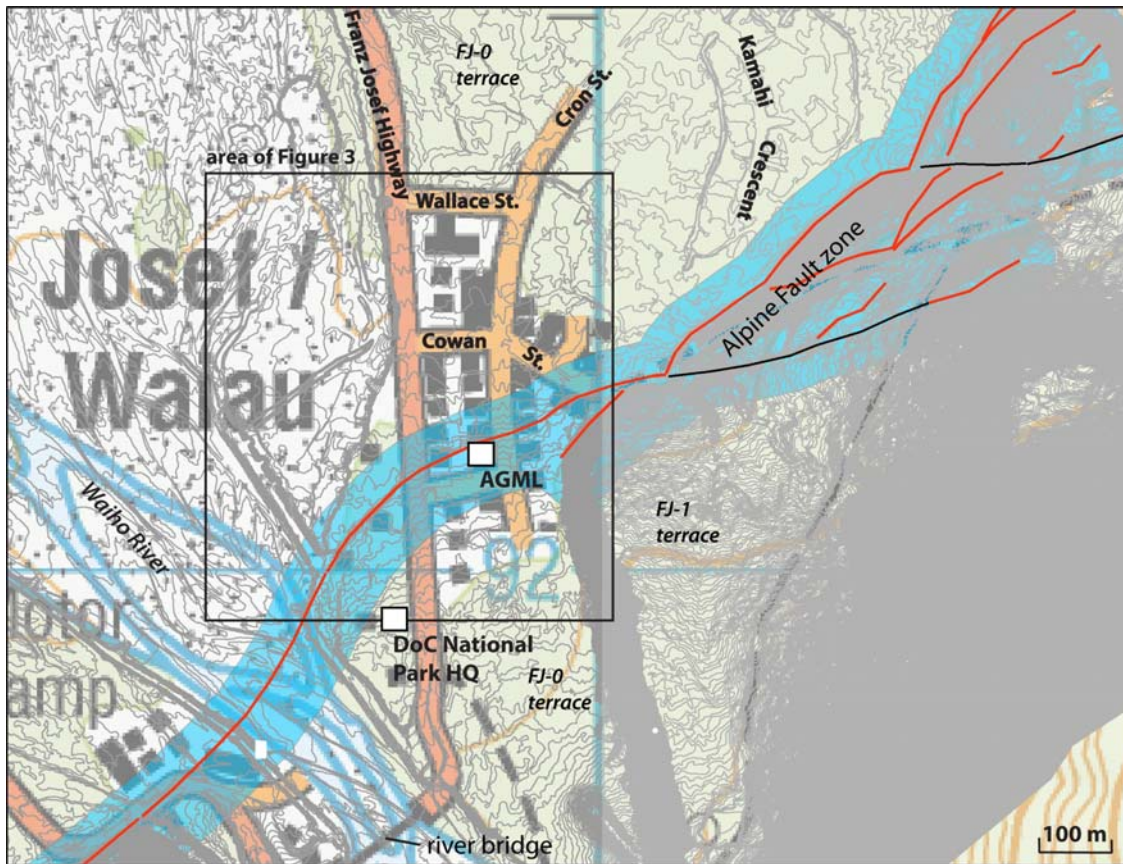 FJ-0
terrace
Franz Josef Highway
Cron St.
Kamahi
Crescent
area of Figure 3
Wallace St.
Josef /
Waiau
Alpine Fault zone
Cowan
St.
AGML
Waiho River
FJ-1
terrace
92
Motor
amp
DoC National
Park HQ
FJ-0
terrace
river bridge
100 m